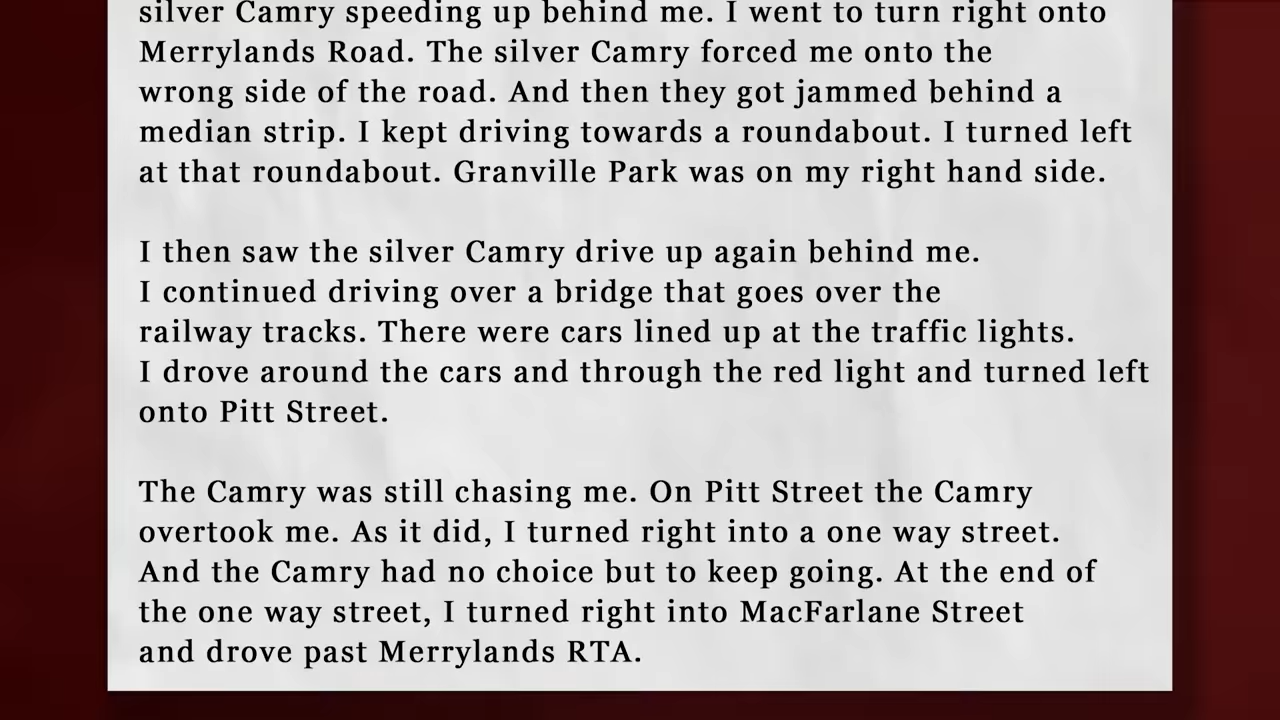 silver Camry speeding up behind me. I went to turn right onto
Merrylands Road. The silver Camry forced me onto the
wrong side of the road. And then they got jammed behind a
median strip. I kept driving towards a roundabout. I turned left
at that roundabout. Granville Park was on my right hand side.
I then saw the silver Camry drive up again behind me.
I continued driving over a bridge that goes over the
railway tracks. There were cars lined up at the traffic lights.
I drove around the cars and through the red light and turned left
onto Pitt Street.
The Camry was still chasing me. On Pitt Street the Camry
overtook me. As it did, I turned right into a one way street.
And the Camry had no choice but to keep going. At the end of
the one way street, I turned right into MacFarlane Street
and drove past Merrylands RTA.